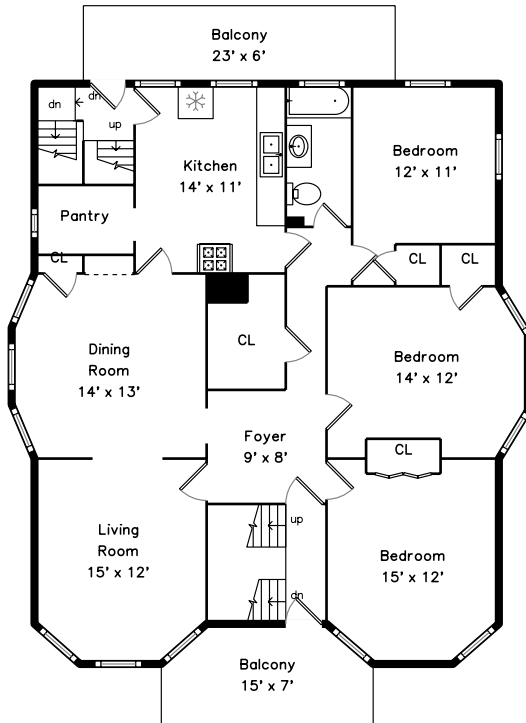 Balcony
23' x 6'
dn
dn
up
Kitchen
14' x 11'
Bedroom
12' x 11'
Pantry
CL
CL
CL
Dining
Room
14' x 13'
CL
Bedroom
14' x 12'
Foyer
9' x 8'
CL
Living
Room
15' x 12'
up
dn
Bedroom
15' x 12'
Balcony
15' x 7'